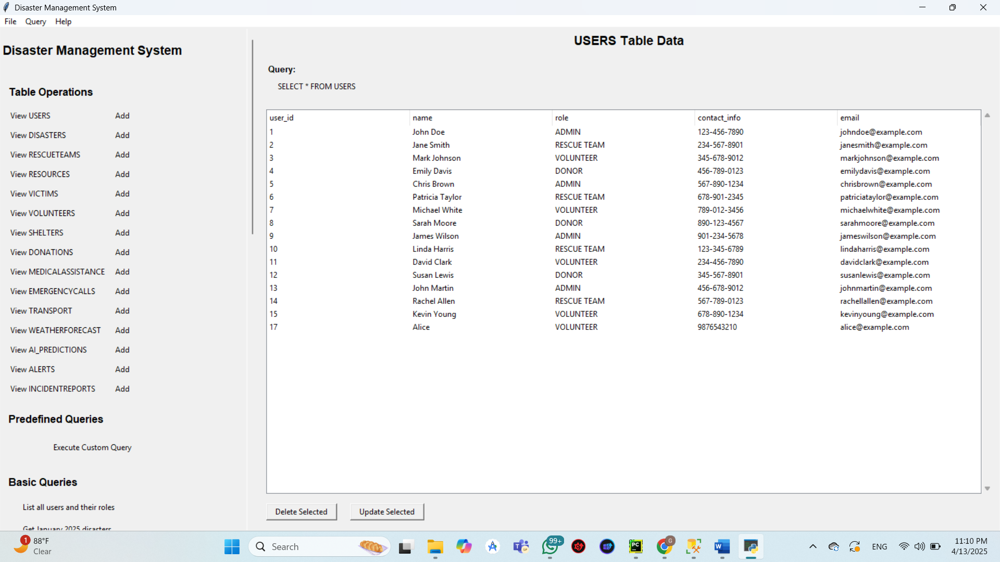 Disaster Management System
File Query Help
Disaster Management System
Table Operations
View USERS Add
View DISASTERS Add
View RESCUETEAMS Add
View RESOURCES Add
View VICTIMS Add
View VOLUNTEERS Add
View SHELTERS Add
View DONATIONS Add
View MEDICALASSISTANCE Add
View EMERGENCYCALLS Add
View TRANSPORT Add
View WEATHERFORECAST Add
View AI_PREDICTIONS Add
View ALERTS Add
View INCIDENTREPORTS Add
Predefined Queries
Execute Custom Query
Basic Queries
List all users and their roles
Get January 2025 disasters
USERS Table Data
Query:
SELECT * FROM USERS
user_id name role contact_info email
1 John Doe ADMIN 123-456-7890 johndoe@example.com
2 Jane Smith RESCUE TEAM 234-567-8901 janesmith@example.com
3 Mark Johnson VOLUNTEER 345-678-9012 markjohnson@example.com
4 Emily Davis DONOR 456-789-0123 emilydavis@example.com
5 Chris Brown ADMIN 567-890-1234 chrisbrown@example.com
6 Patricia Taylor RESCUE TEAM 678-901-2345 patriciataylor@example.com
7 Michael White VOLUNTEER 789-012-3456 michaelwhite@example.com
8 Sarah Moore DONOR 890-123-4567 sarahmoore@example.com
9 James Wilson ADMIN 901-234-5678 jameswilson@example.com
10 Linda Harris RESCUE TEAM 123-345-6789 lindaharris@example.com
11 David Clark VOLUNTEER 234-456-7890 davidclark@example.com
12 Susan Lewis DONOR 345-567-8901 susanlewis@example.com
13 John Martin ADMIN 456-678-9012 johnmartin@example.com
14 Rachel Allen RESCUE TEAM 567-789-0123 rachellallen@example.com
15 Kevin Young VOLUNTEER 678-890-1234 kevinyoung@example.com
17 Alice VOLUNTEER 9876543210 alice@example.com
Delete Selected Update Selected
1 88°F
Clear
Search
GP
99+
PC
G
W
ENG
11:10 PM
4/13/2025